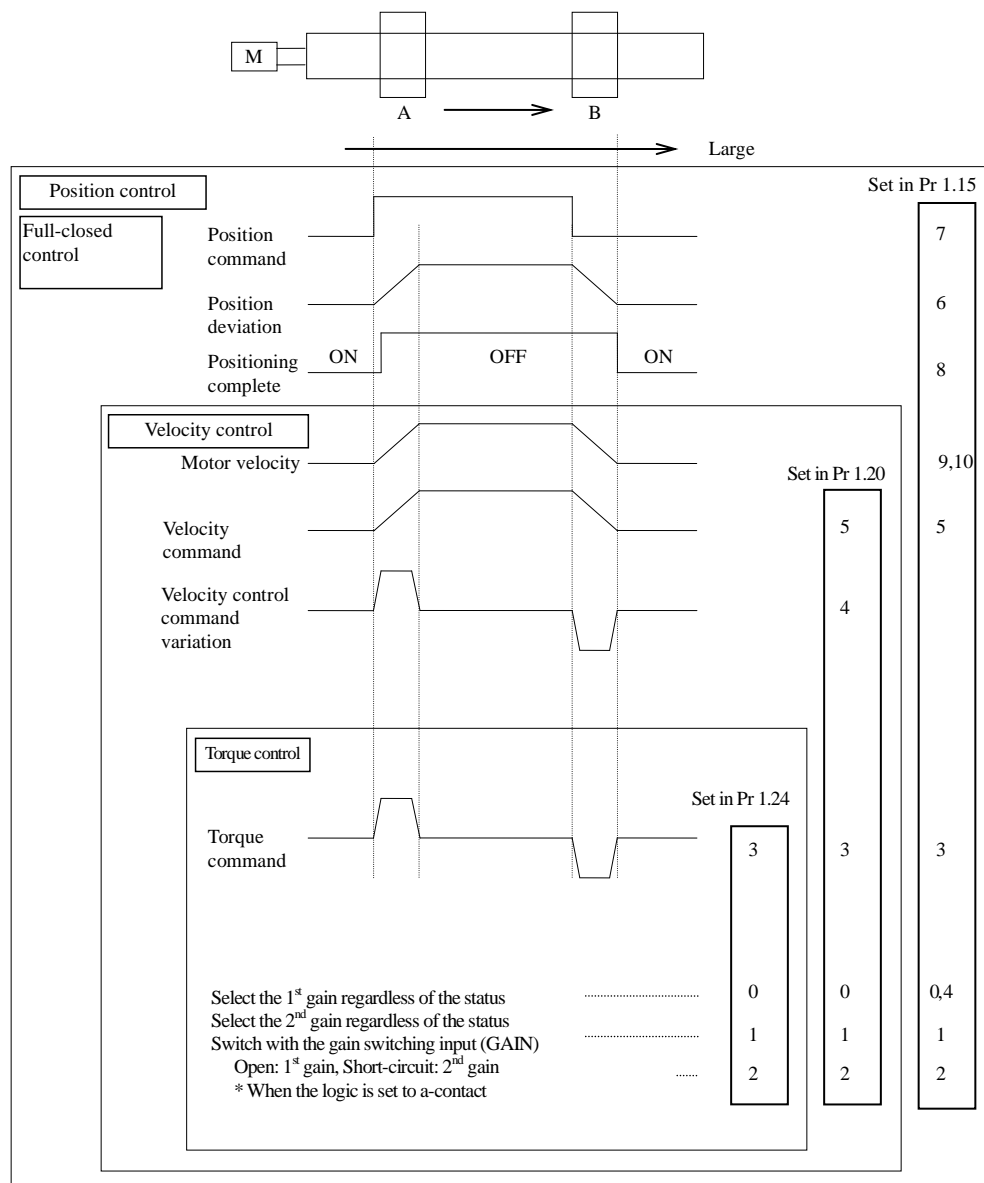 M
A
B
Large
Position control
Set in Pr 1.15
Full-closed
control
Position
command
7
Position
deviation
6
Positioning
complete
ON
OFF
ON
8
Velocity control
Motor velocity
9,10
Set in Pr 1.20
Velocity
command
5
5
Velocity control
command
variation
4
Torque control
Set in Pr 1.24
Torque
command
3
3
3
Select the 1st gain regardless of the status
0
0
0,4
Select the 2nd gain regardless of the status
Switch with the gain switching input (GAIN)
1
1
1
Open: 1st gain, Short-circuit: 2nd gain
2
2
2
* When the logic is set to a-contact